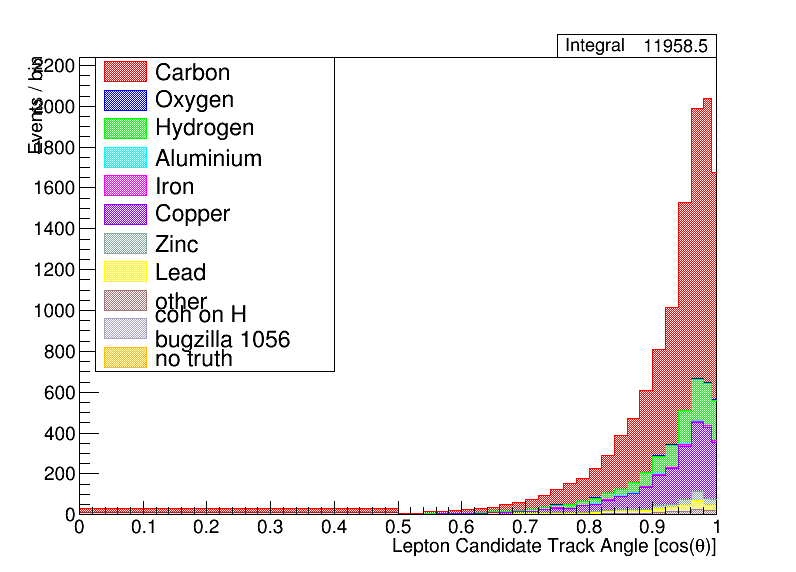 Integral 11958.5
Events / bin
2200
2000
1800
1600
1400
1200
1000
800
600
400
200
0
Carbon
Oxygen
Hydrogen
Aluminium
Iron
Copper
Zinc
Lead
other
coh on H
bugzilla 1056
no truth
0 0.1 0.2 0.3 0.4 0.5 0.6 0.7 0.8 0.9 1
Lepton Candidate Track Angle [cos(θ)]